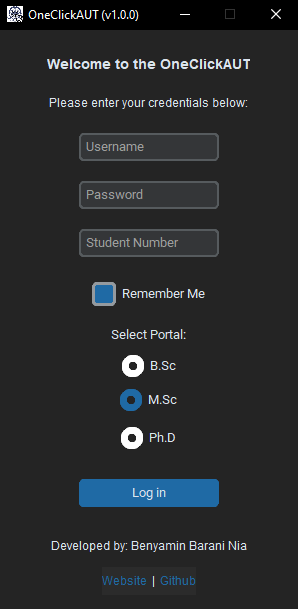 OneClickAUT (v1.0.0)
Welcome to the OneClickAUT
Please enter your credentials below:
Username
Password
Student Number
Remember Me
Select Portal:
B.Sc
M.Sc
Ph.D
Log in
Developed by: Benyamin Barani Nia
Website | Github